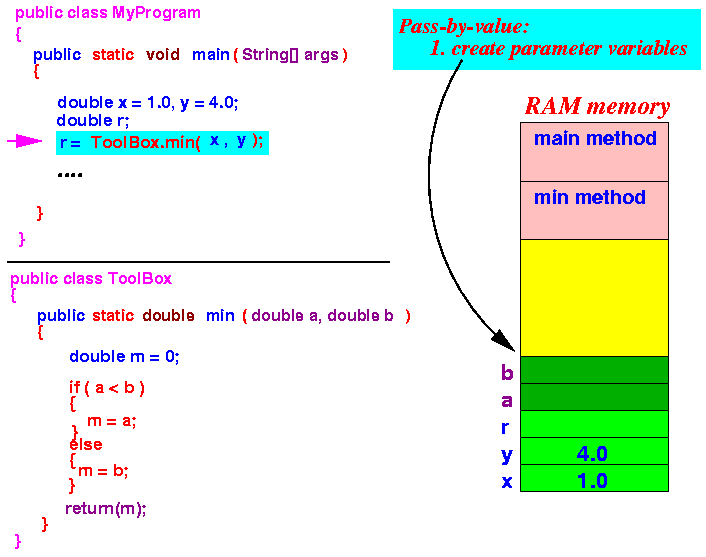 public class MyProgram
{
public static void main ( String[] args )
{
double x = 1.0, y = 4.0;
double r;
r = ToolBox.min( x , y );
....
}
}
public class ToolBox
{
public static double min ( double a, double b )
{
double m = 0;
if ( a < b )
{
m = a;
}
else
{
m = b;
}
return(m);
}
}
Pass-by-value:
1. create parameter variables
RAM memory
main method
min method
b
a
r
y 4.0
x 1.0